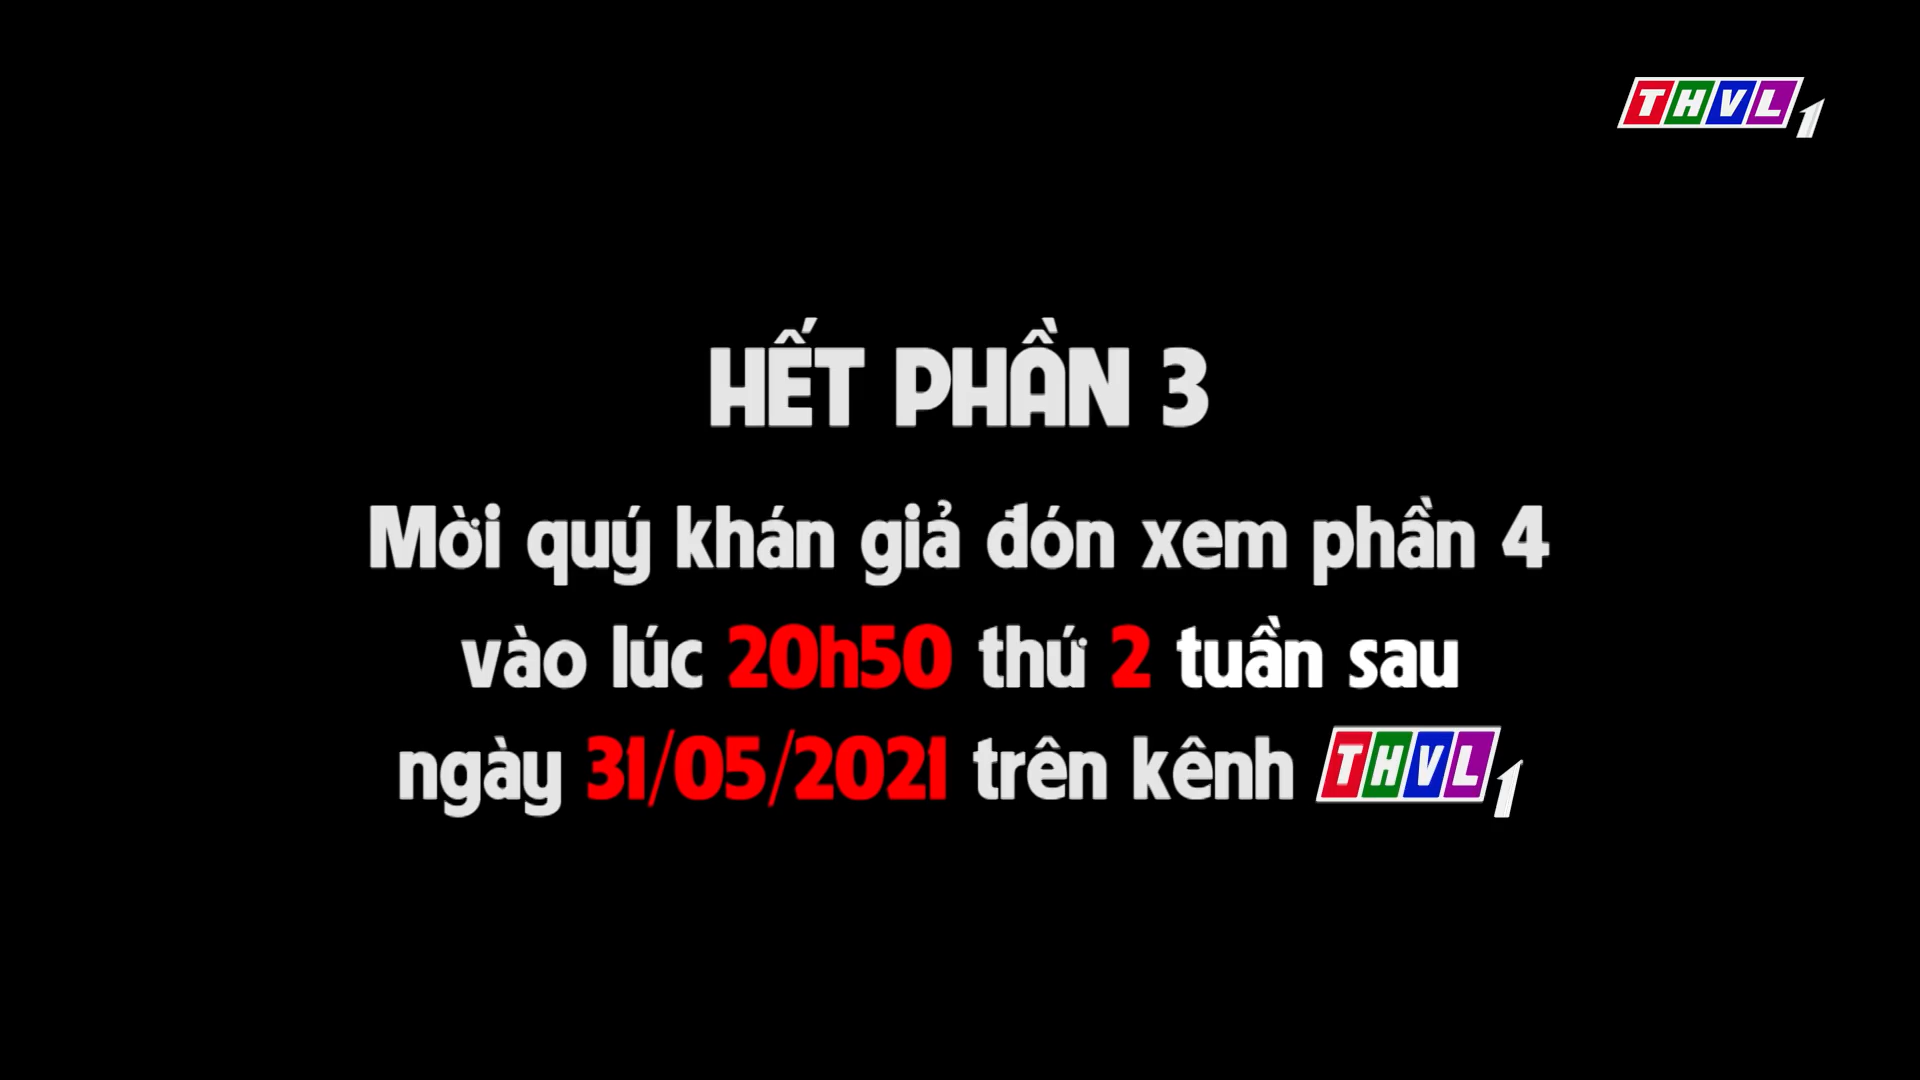 THVL1
HẾT PHẦN 3
Mời quý khán giả đón xem phần 4
vào lúc 20h50 thứ 2 tuần sau
ngày 31/05/2021 trên kênh THVL1